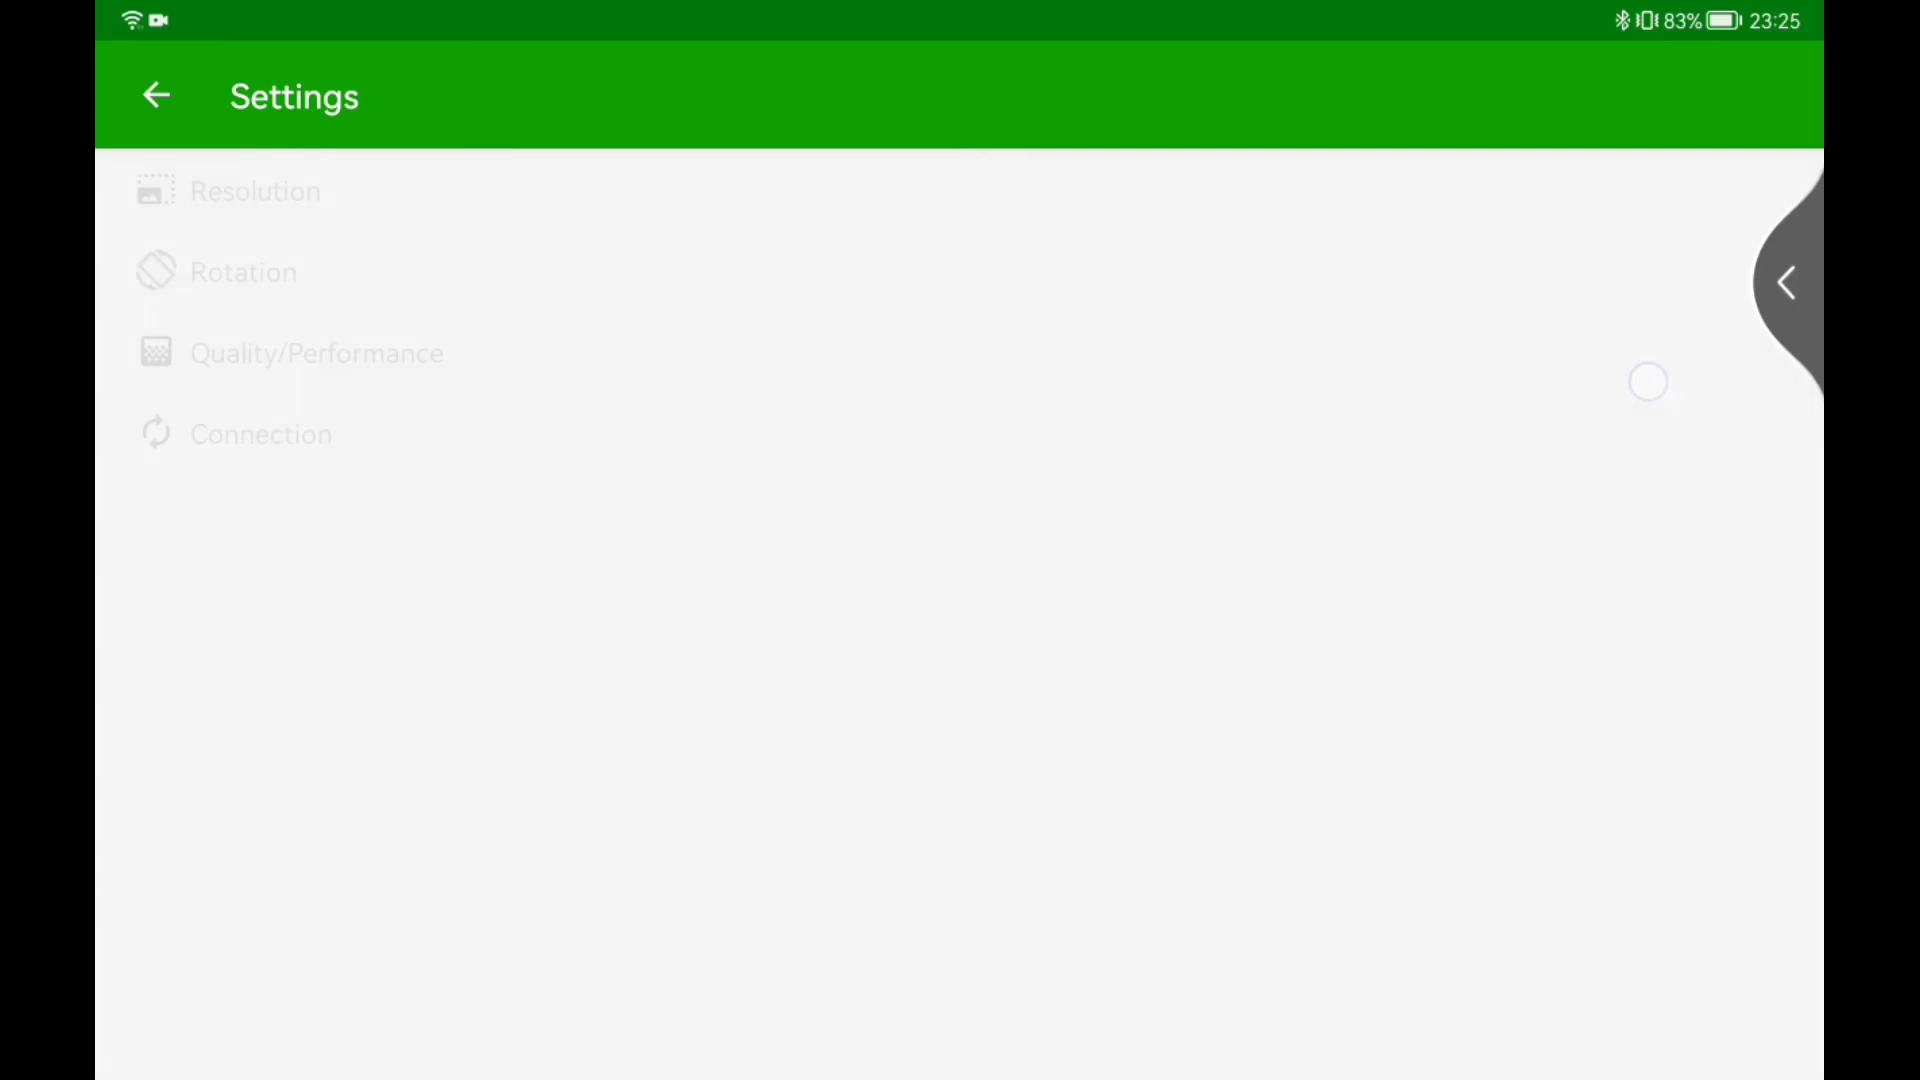 83% 23:25
Settings
Resolution
Rotation
Quality/Performance
Connection